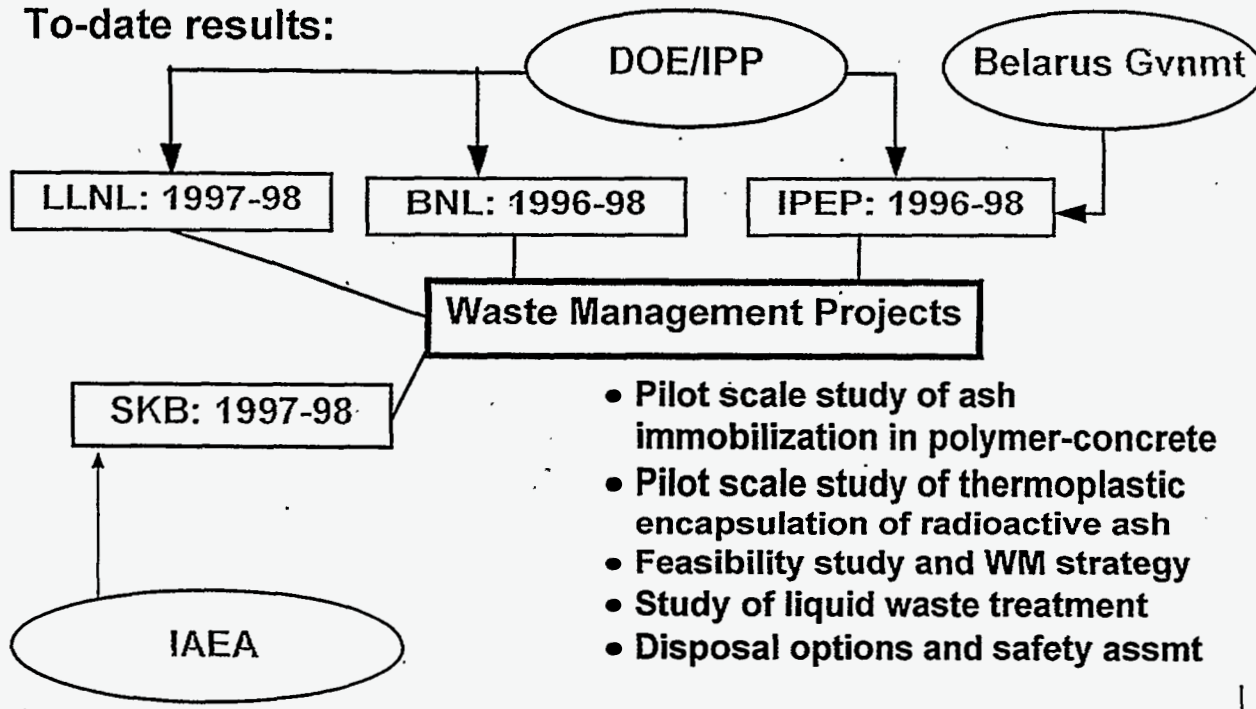 To-date results:
DOE/IPP
Belarus Gvnmt
LLNL: 1997-98
BNL: 1996-98
IPEP: 1996-98
Waste Management Projects
SKB: 1997-98
• Pilot scale study of ash
immobilization in polymer-concrete
• Pilot scale study of thermoplastic
encapsulation of radioactive ash
• Feasibility study and WM strategy
• Study of liquid waste treatment
• Disposal options and safety assmt
IAEA